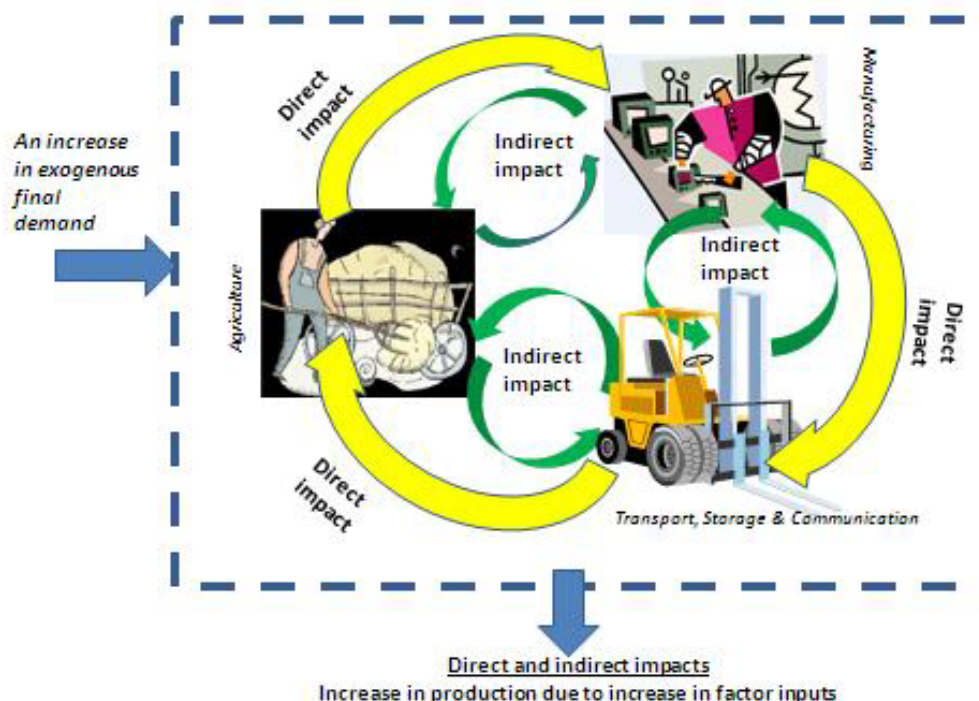 An increase
in exogenous
final
demand
Direct
impact
Indirect
impact
Manufacturing
Indirect
impact
Direct
impact
Agriculture
Indirect
impact
Direct
impact
Transport, Storage & Communication
Direct and indirect impacts
Increase in production due to increase in factor inputs